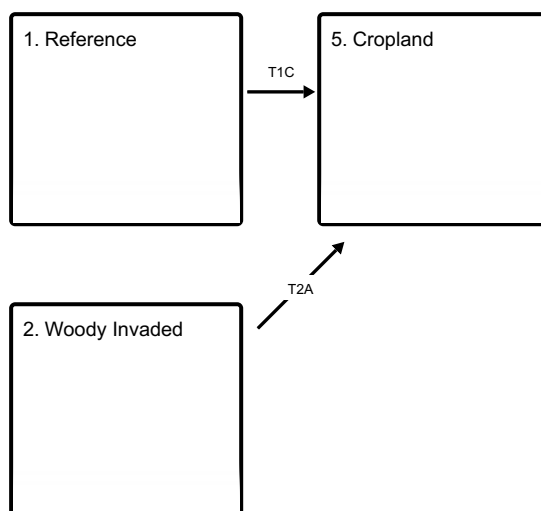 1. Reference
5. Cropland
T1C
T2A
2. Woody Invaded